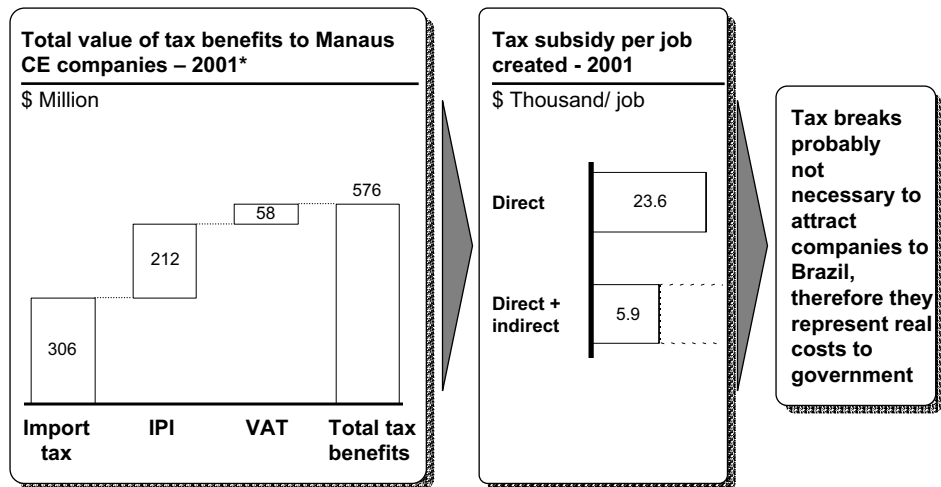 Total value of tax benefits to Manaus
CE companies – 2001*
$ Million
576
58
212
306
Import
tax
IPI
VAT
Total tax
benefits
Tax subsidy per job
created - 2001
$ Thousand/ job
Direct
23.6
Direct +
indirect
5.9
Tax breaks
probably
not
necessary to
attract
companies to
Brazil,
therefore they
represent real
costs to
government